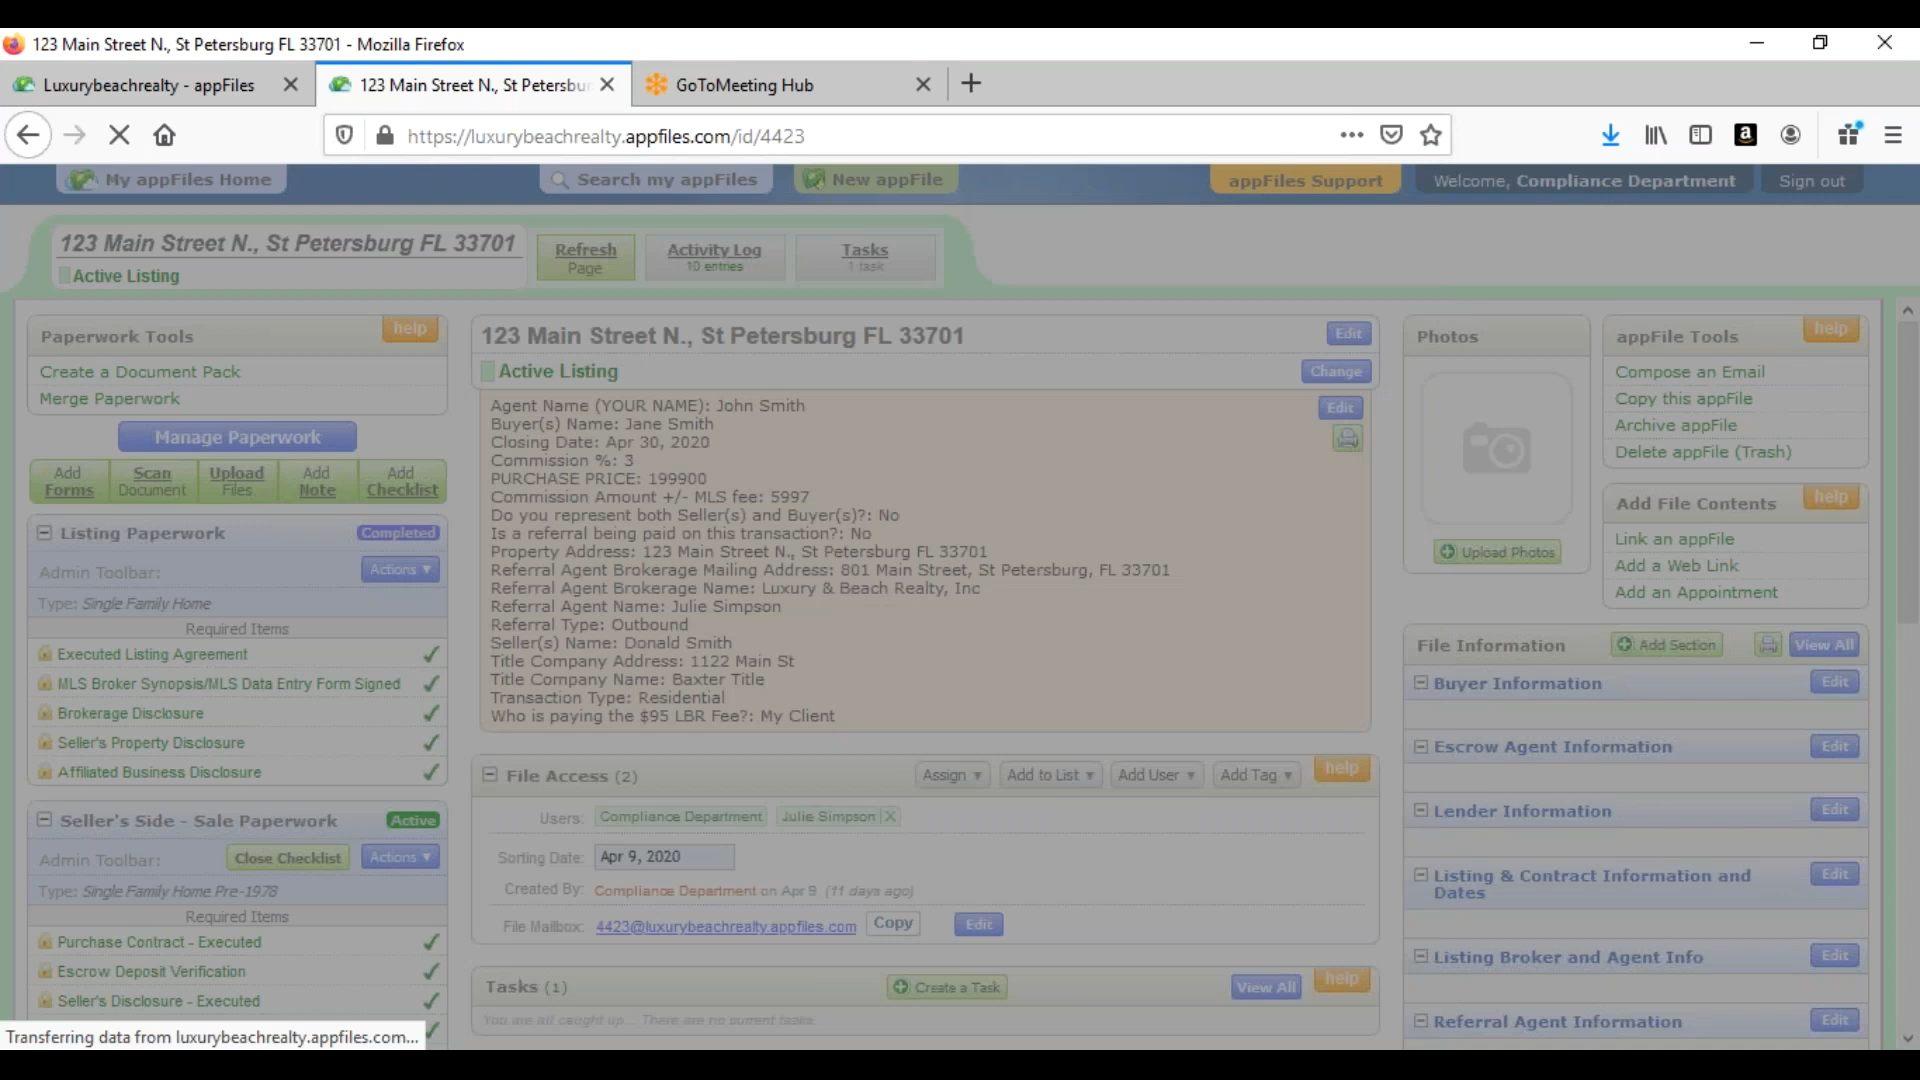 123 Main Street N., St Petersburg FL 33701 - Mozilla Firefox
Luxurybeachrealty - appFiles
123 Main Street N., St Petersbur
GoToMeeting Hub
https://luxurybeachrealty.appfiles.com/id/4423
My appFiles Home
Search my appFiles
New appFile
appFiles Support
Welcome, Compliance Department
Sign out
123 Main Street N., St Petersburg FL 33701
Active Listing
Refresh
Page
Activity Log
10 entries
Tasks
1 task
Paperwork Tools
help
Create a Document Pack
Merge Paperwork
Manage Paperwork
Add
Forms
Scan
Document
Upload
Files
Add
Note
Add
Checklist
Listing Paperwork
Completed
Admin Toolbar:
Actions
Type: Single Family Home
Required Items
Executed Listing Agreement
MLS Broker Synopsis/MLS Data Entry Form Signed
Brokerage Disclosure
Seller's Property Disclosure
Affiliated Business Disclosure
Seller's Side - Sale Paperwork
Active
Admin Toolbar:
Close Checklist
Actions
Type: Single Family Home Pre-1978
Required Items
Purchase Contract - Executed
Escrow Deposit Verification
Seller's Disclosure - Executed
Transferring data from luxurybeachrealty.appfiles.com...
123 Main Street N., St Petersburg FL 33701
Edit
Active Listing
Change
Agent Name (YOUR NAME): John Smith
Edit
Buyer(s) Name: Jane Smith
Closing Date: Apr 30, 2020
Commission %: 3
PURCHASE PRICE: 199900
Commission Amount +/- MLS fee: 5997
Do you represent both Seller(s) and Buyer(s)?: No
Is a referral being paid on this transaction?: No
Property Address: 123 Main Street N., St Petersburg FL 33701
Referral Agent Brokerage Mailing Address: 801 Main Street, St Petersburg, FL 33701
Referral Agent Brokerage Name: Luxury & Beach Realty, Inc
Referral Agent Name: Julie Simpson
Referral Type: Outbound
Seller(s) Name: Donald Smith
Title Company Address: 1122 Main St
Title Company Name: Baxter Title
Transaction Type: Residential
Who is paying the $95 LBR Fee?: My Client
File Access (2)
Assign
Add to List
Add User
Add Tag
help
Users:
Compliance Department
Julie Simpson
X
Sorting Date:
Apr 9, 2020
Created By:
Compliance Department on Apr 9 (11 days ago)
File Mailbox:
4423@luxurybeachrealty.appfiles.com
Copy
Edit
Tasks (1)
Create a Task
View All
help
You are all caught up... There are no current tasks.
Photos
Upload Photos
appFile Tools
help
Compose an Email
Copy this appFile
Archive appFile
Delete appFile (Trash)
Add File Contents
help
Link an appFile
Add a Web Link
Add an Appointment
File Information
Add Section
View All
Buyer Information
Edit
Escrow Agent Information
Edit
Lender Information
Edit
Listing & Contract Information and
Dates
Edit
Listing Broker and Agent Info
Edit
Referral Agent Information
Edit